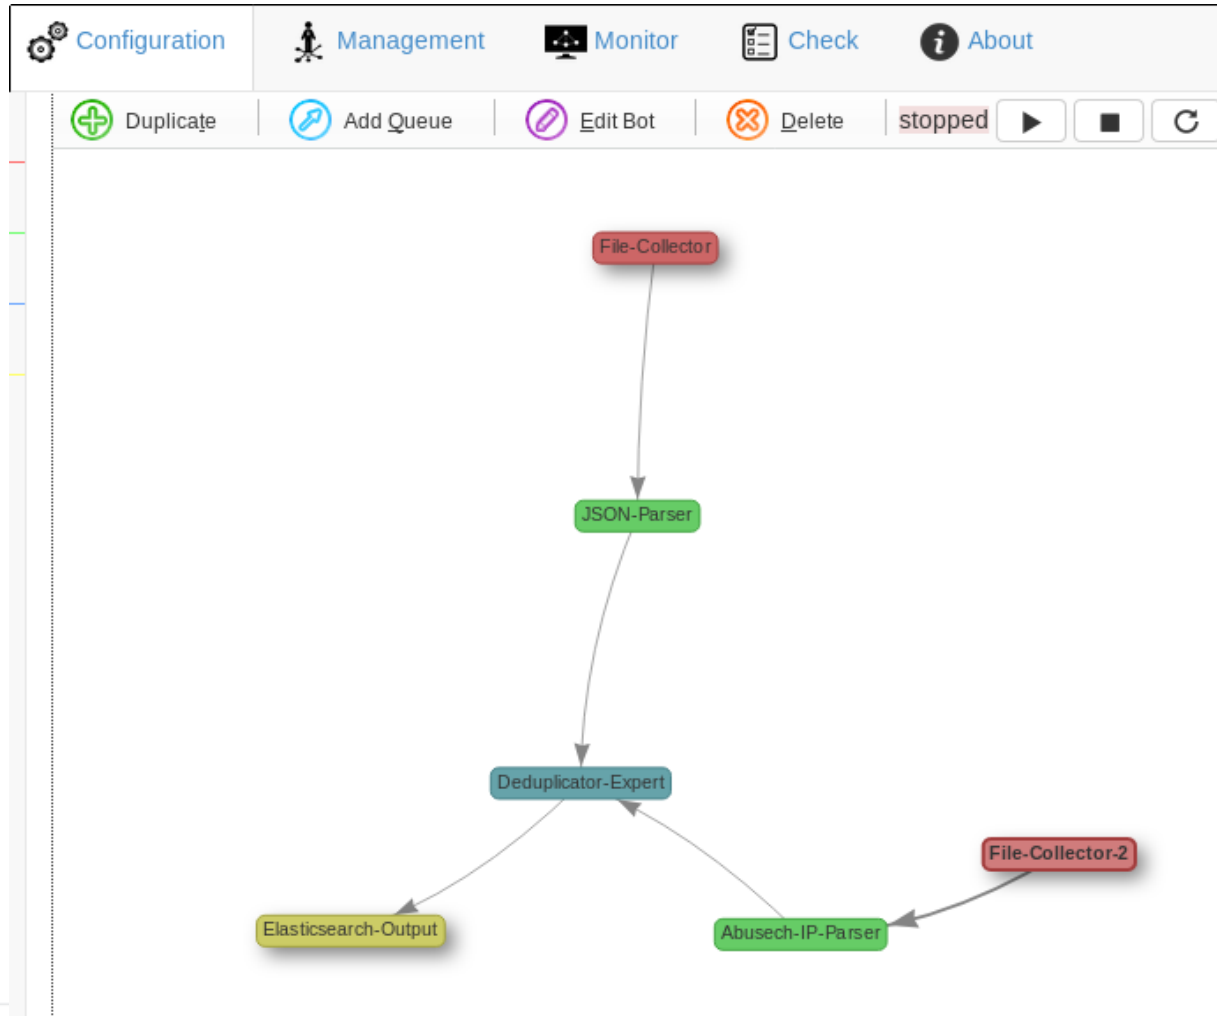 Configuration
Management
Monitor
Check
About
Duplicate
Add Queue
Edit Bot
Delete
stopped
File-Collector
JSON-Parser
Deduplicator-Expert
File-Collector-2
Elasticsearch-Output
Abusech-IP-Parser